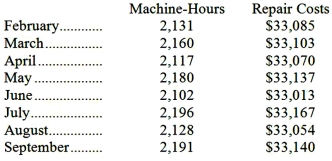 Machine-Hours Repair Costs
February............. 2,131 $33,085
March................. 2,160 $33,103
April................... 2,117 $33,070
May.................... 2,180 $33,137
June................... 2,102 $33,013
July.................... 2,196 $33,167
August............... 2,128 $33,054
September......... 2,191 $33,140